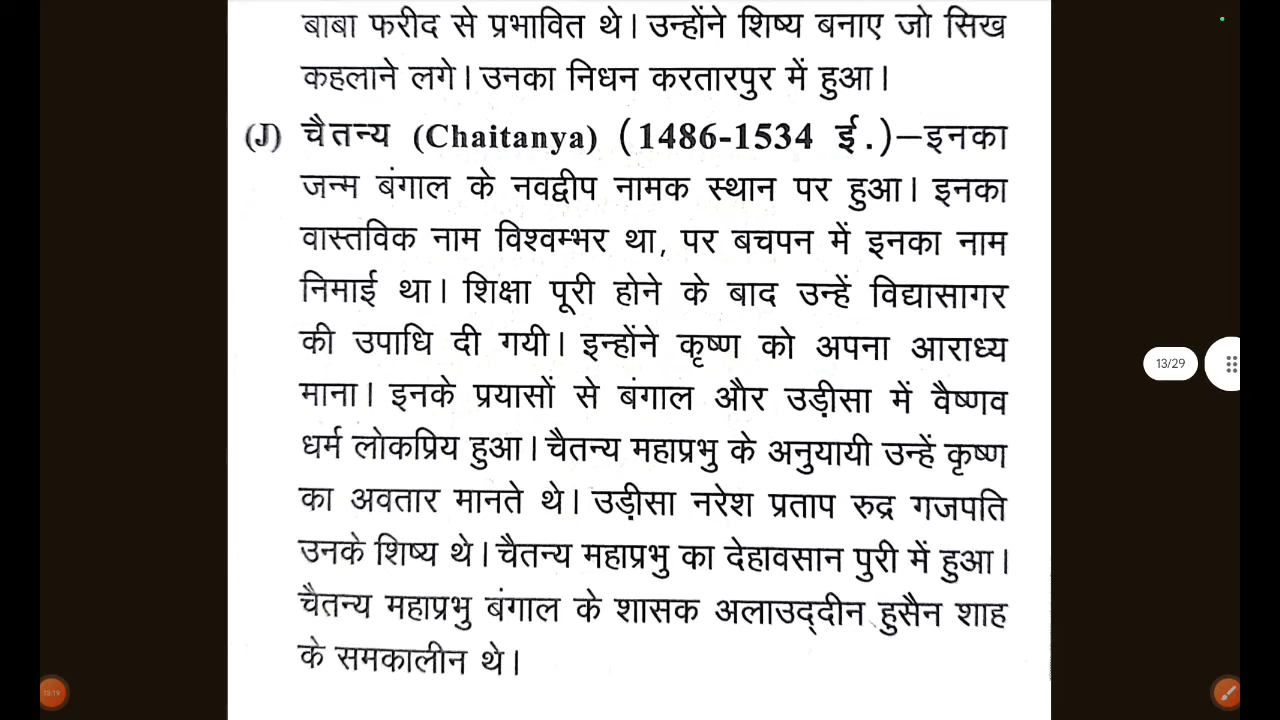 बाबा फरीद से प्रभावित थे। उन्होंने शिष्य बनाए जो सिख
कहलाने लगे। उनका निधन करतारपुर में हुआ।
(J) चैतन्य (Chaitanya) (1486-1534 ई.)–इनका
जन्म बंगाल के नवद्वीप नामक स्थान पर हुआ। इनका
वास्तविक नाम विश्वम्भर था, पर बचपन में इनका नाम
निमाई था। शिक्षा पूरी होने के बाद उन्हें विद्यासागर
की उपाधि दी गयी। इन्होंने कृष्ण को अपना आराध्य
माना। इनके प्रयासों से बंगाल और उड़ीसा में वैष्णव
धर्म लोकप्रिय हुआ। चैतन्य महाप्रभु के अनुयायी उन्हें कृष्ण
का अवतार मानते थे। उड़ीसा नरेश प्रताप रुद्र गजपति
उनके शिष्य थे। चैतन्य महाप्रभु का देहावसान पुरी में हुआ।
चैतन्य महाप्रभु बंगाल के शासक अलाउद्‌दीन हुसैन शाह
के समकालीन थे।
13/29
13:19